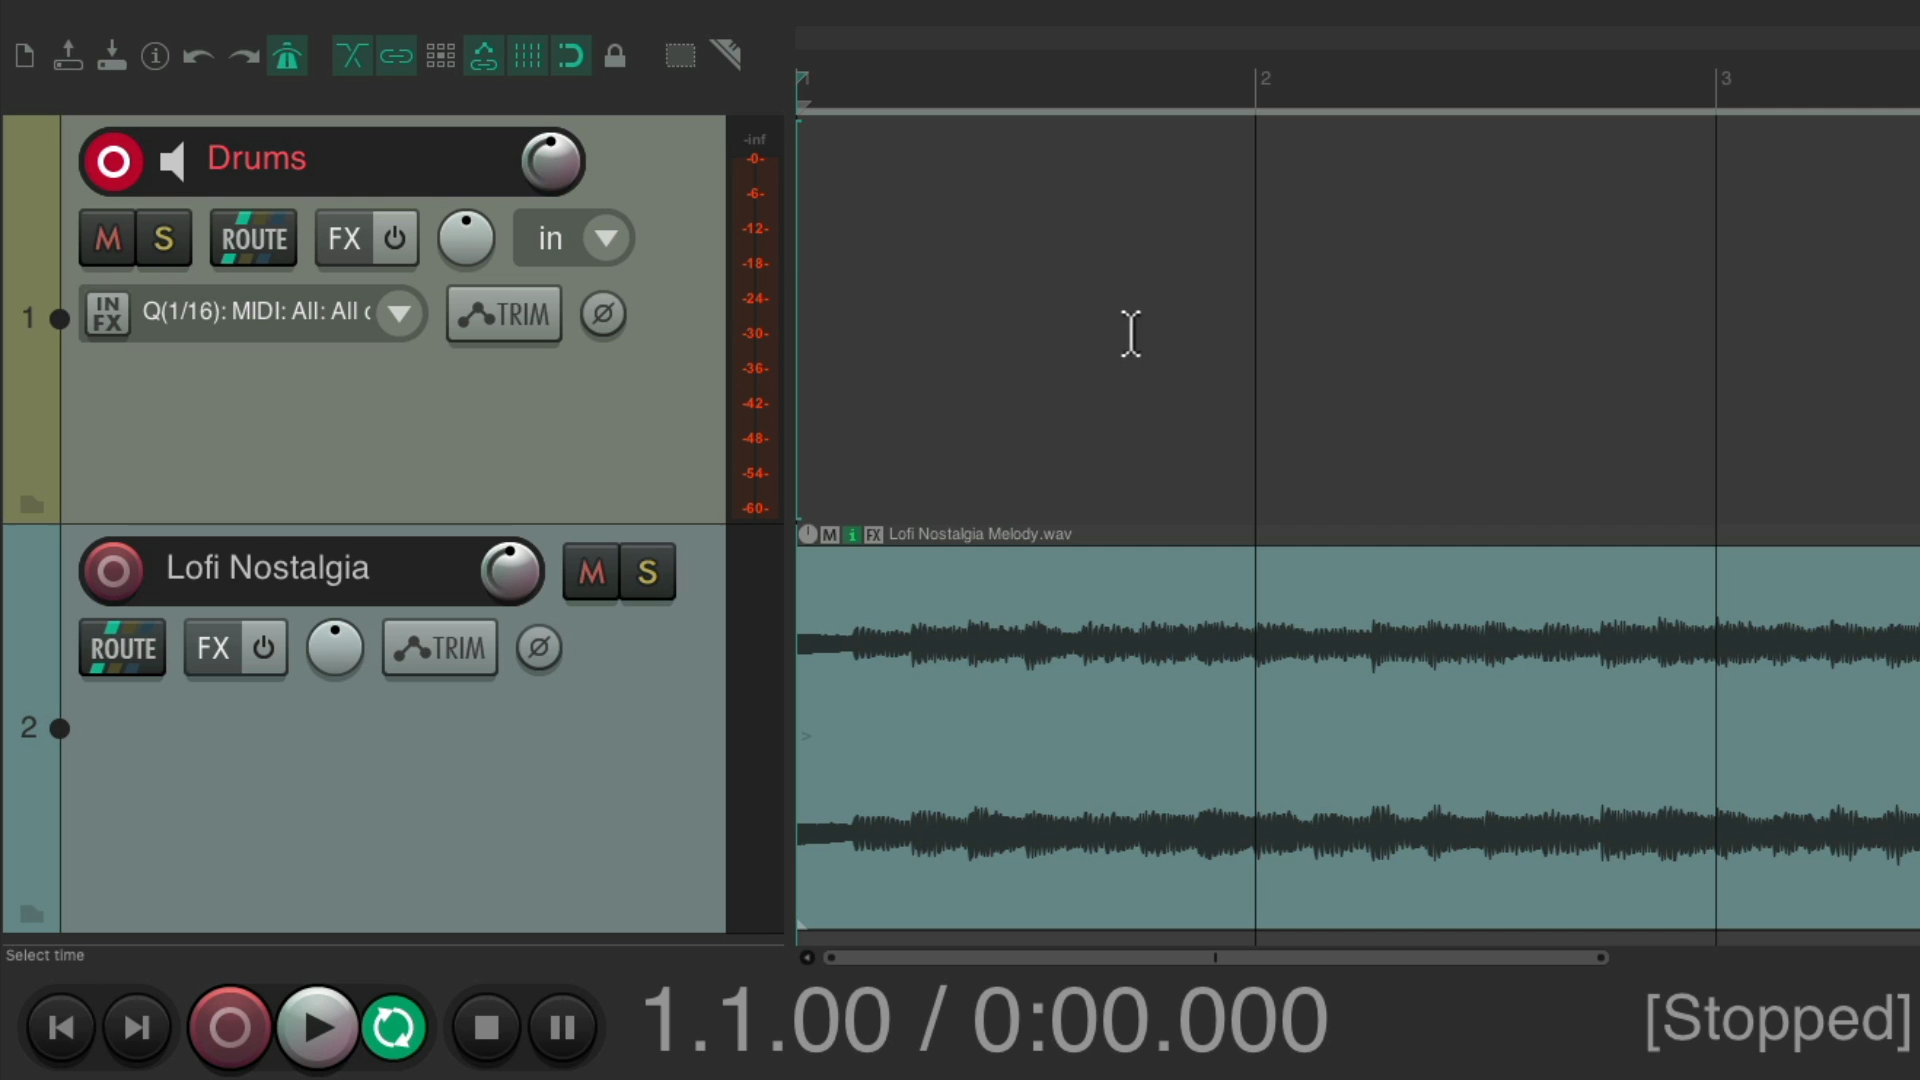 2
3
Drums
-inf
-0-
-6-
-12-
-18-
-24-
-30-
-36-
-42-
-48-
-54-
-60-
M S ROUTE FX in
1
IN FX Q(1/16): MIDI: All: All c TRIM
M i FX Lofi Nostalgia Melody.wav
Lofi Nostalgia M S
ROUTE FX TRIM
2
Select time
1.1.00 / 0:00.000 [Stopped]